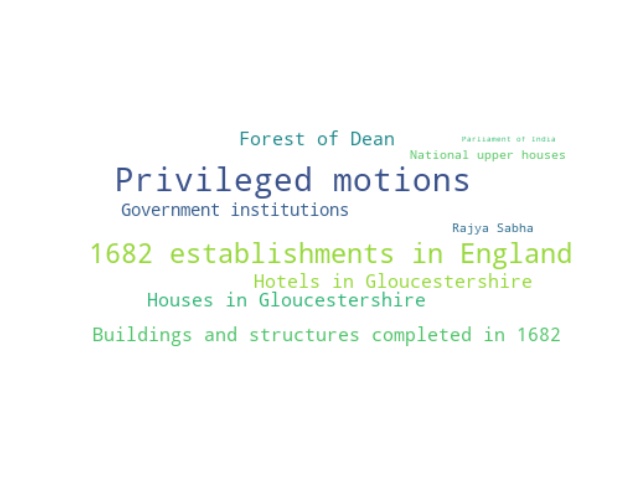 Forest of Dean
Parliament of India
National upper houses
Privileged motions
Government institutions
Rajya Sabha
1682 establishments in England
Hotels in Gloucestershire
Houses in Gloucestershire
Buildings and structures completed in 1682